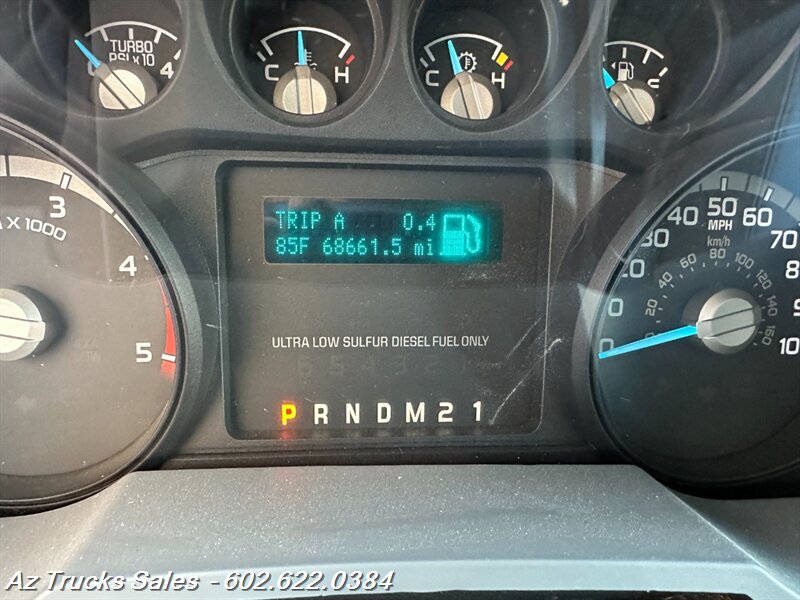 TURBO
PSI x 10
4
C H
C
3
X 1000
4
5
TRIP A 0.4
85F 68661.5 mi
ULTRA LOW SULFUR DIESEL FUEL ONLY
P R N D M 2 1
0 20 30 40 50 60 70
MPH
km/h
0 20 40 60 80 100 120 140 160
Az Trucks Sales - 602.622.0384